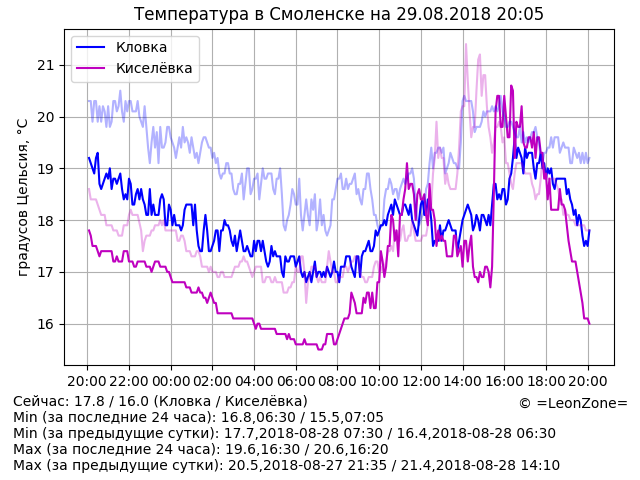 Температура в Смоленске на 29.08.2018 20:05
Кловка
Киселёвка
градусов Цельсия, °C
21
20
19
18
17
16
20:00 22:00 00:00 02:00 04:00 06:00 08:00 10:00 12:00 14:00 16:00 18:00 20:00
Сейчас: 17.8 / 16.0 (Кловка / Киселёвка)
© =LeonZone=
Min (за последние 24 часа): 16.8,06:30 / 15.5,07:05
Min (за предыдущие сутки): 17.7,2018-08-28 07:30 / 16.4,2018-08-28 06:30
Max (за последние 24 часа): 19.6,16:30 / 20.6,16:20
Max (за предыдущие сутки): 20.5,2018-08-27 21:35 / 21.4,2018-08-28 14:10